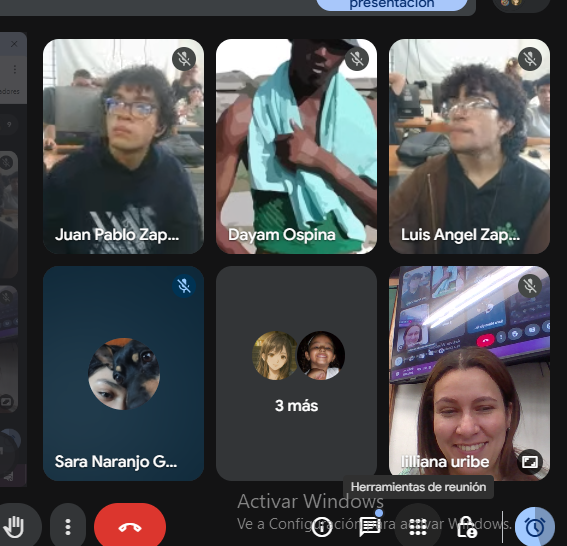 presentación
Juan Pablo Zap...
Dayam Ospina
Luis Angel Zap...
Sara Naranjo G...
3 más
lilliana uribe
Herramientas de reunión
Activar Windows
Ve a Configuración para activar Windows.